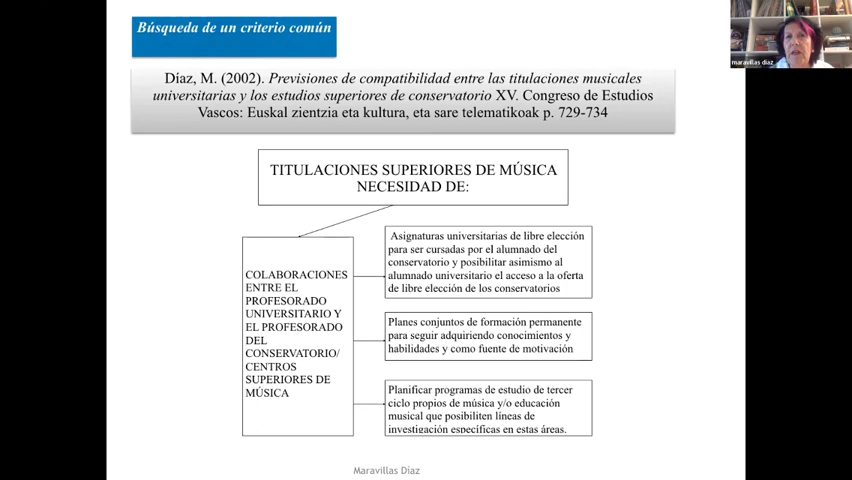 Búsqueda de un criterio común
maravillas diaz
Díaz, M. (2002). Previsiones de compatibilidad entre las titulaciones musicales
universitarias y los estudios superiores de conservatorio XV. Congreso de Estudios
Vascos: Euskal zientzia eta kultura, eta sare telematikoak p. 729-734
TITULACIONES SUPERIORES DE MÚSICA
NECESIDAD DE:
COLABORACIONES
ENTRE EL
PROFESORADO
UNIVERSITARIO Y
EL PROFESORADO
DEL
CONSERVATORIO/
CENTROS
SUPERIORES DE
MÚSICA
Asignaturas universitarias de libre elección
para ser cursadas por el alumnado del
conservatorio y posibilitar asimismo al
alumnado universitario el acceso a la oferta
de libre elección de los conservatorios
Planes conjuntos de formación permanente
para seguir adquiriendo conocimientos y
habilidades y como fuente de motivación
Planificar programas de estudio de tercer
ciclo propios de música y/o educación
musical que posibiliten líneas de
investigación específicas en estas áreas.
Maravillas Díaz